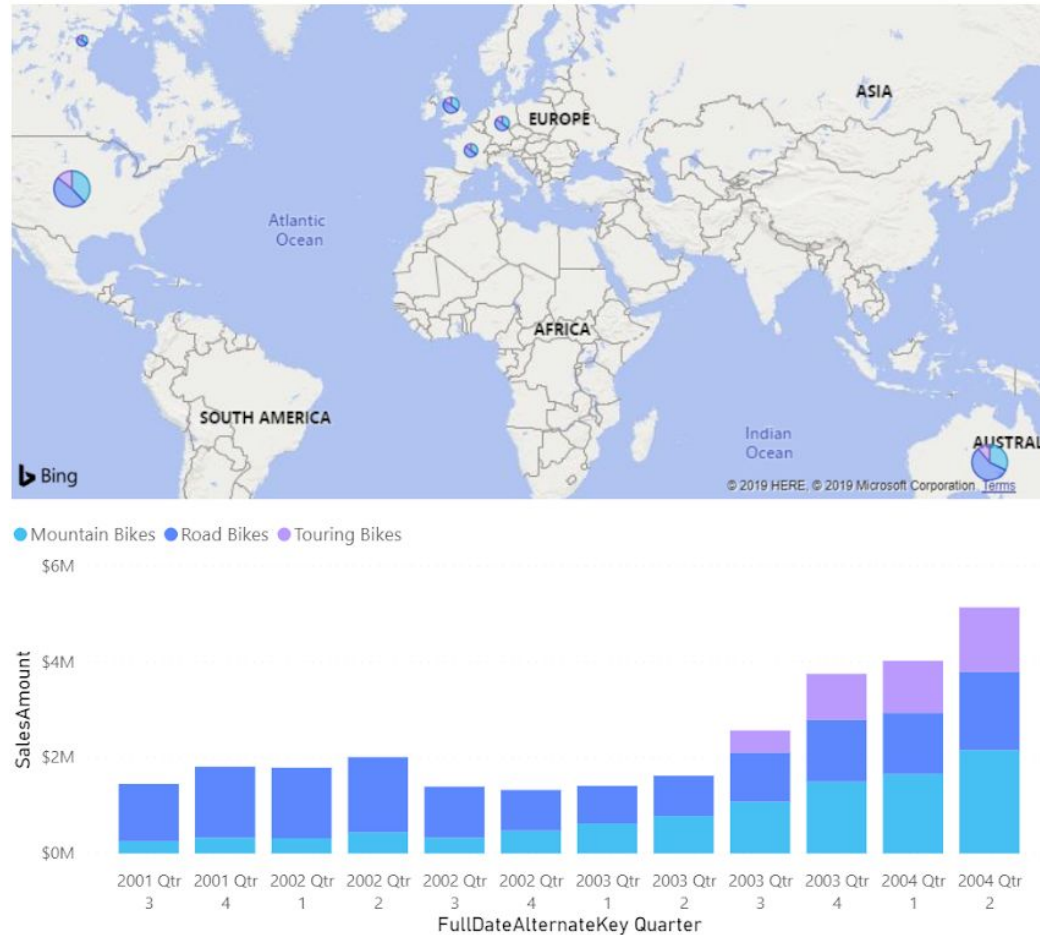 ASIA
EUROPE
Atlantic
Ocean
AFRICA
SOUTH AMERICA
Indian
Ocean
AUSTRAL
Bing
© 2019 HERE, © 2019 Microsoft Corporation Terms
Mountain Bikes Road Bikes Touring Bikes
$6M
$4M
$2M
$0M
SalesAmount
2001 Qtr 2001 Qtr 2002 Qtr 2002 Qtr 2002 Qtr 2002 Qtr 2003 Qtr 2003 Qtr 2003 Qtr 2003 Qtr 2004 Qtr 2004 Qtr
3 4 1 2 3 4 1 2 3 4 1 2
FullDateAlternateKey Quarter